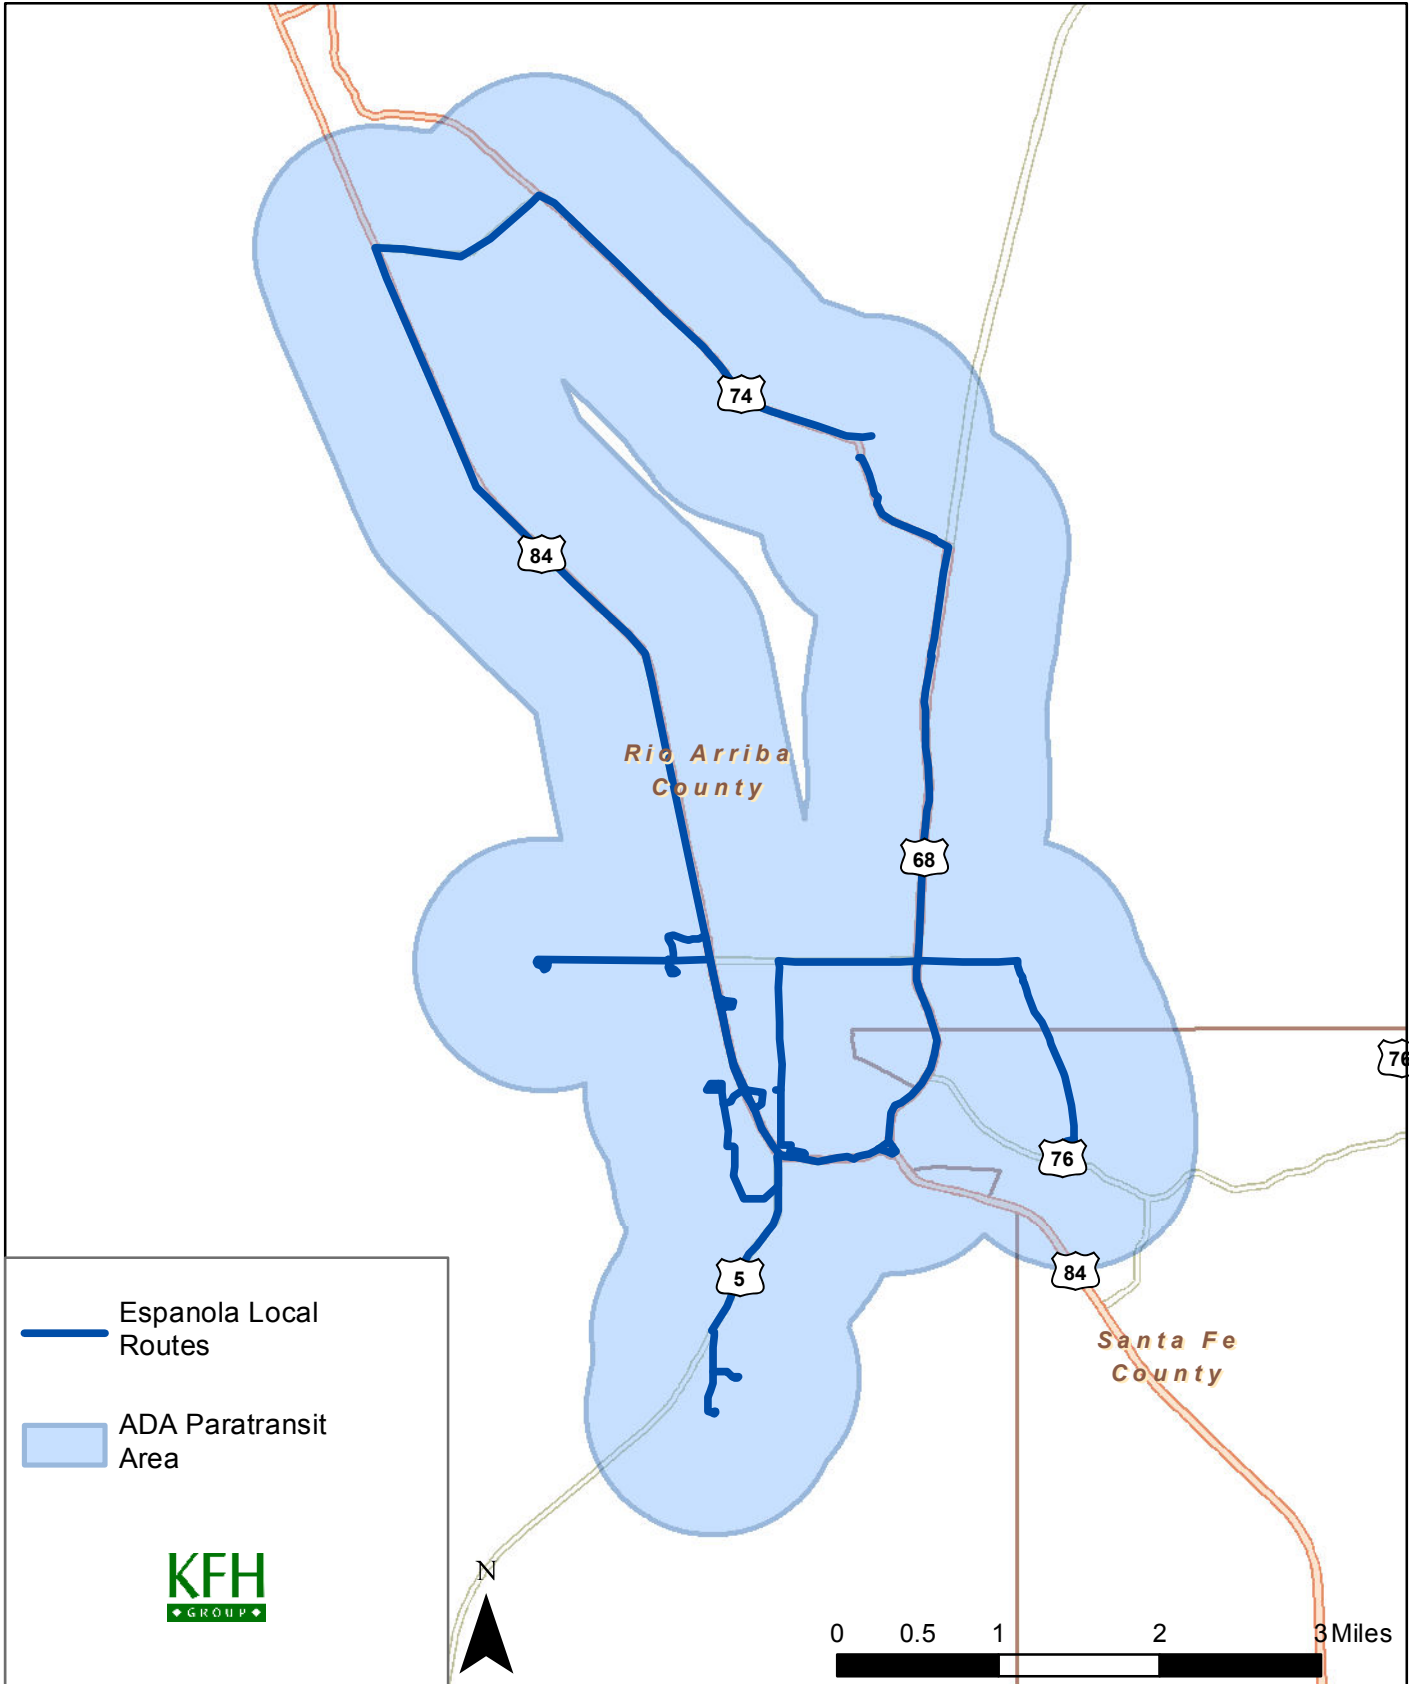 74
84
Rio Arriba
County
68
76
76
5
84
Santa Fe
County
Espanola Local
Routes
ADA Paratransit
Area
KFH
GROUP
N
0 0.5 1 2 3 Miles